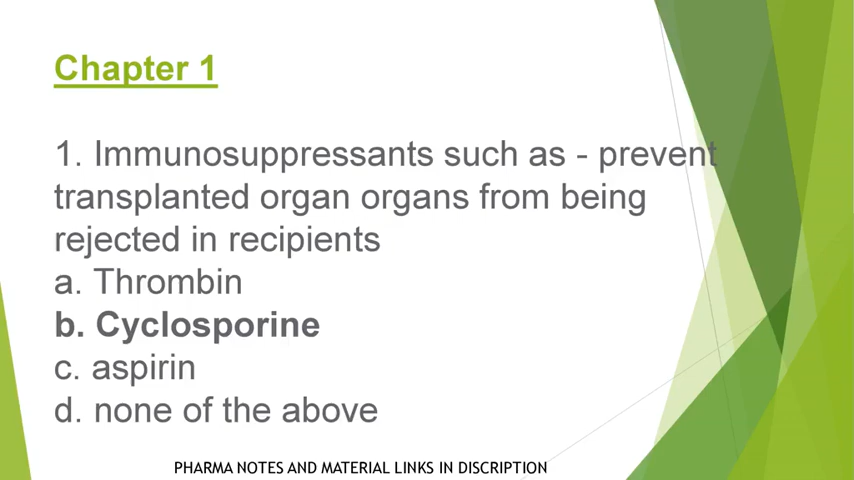 Chapter 1
1. Immunosuppressants such as - prevent
transplanted organ organs from being
rejected in recipients
a. Thrombin
b. Cyclosporine
c. aspirin
d. none of the above
PHARMA NOTES AND MATERIAL LINKS IN DISCRIPTION